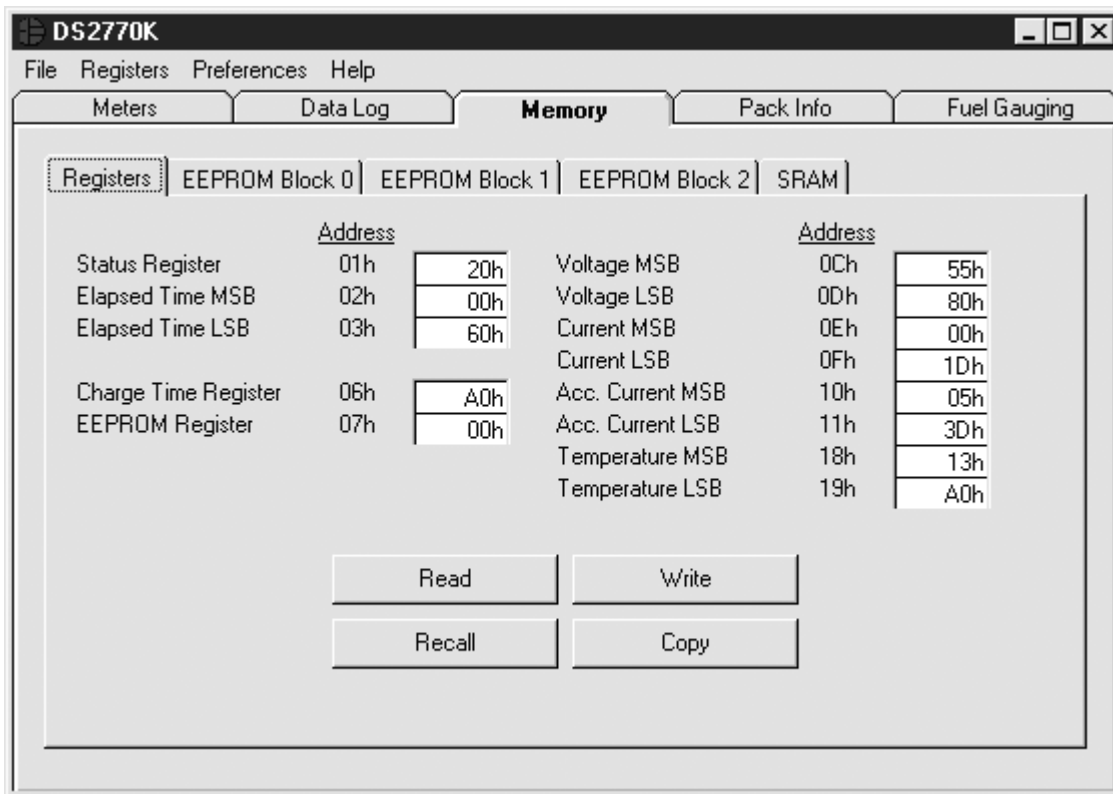 DS2770K
File Registers Preferences Help
Meters Data Log Memory Pack Info Fuel Gauging
Registers EEPROM Block 0 EEPROM Block 1 EEPROM Block 2 SRAM
Address Address
Status Register 01h 20h Voltage MSB 0Ch 55h
Elapsed Time MSB 02h 00h Voltage LSB 0Dh 80h
Elapsed Time LSB 03h 60h Current MSB 0Eh 00h
Current LSB 0Fh 1Dh
Charge Time Register 06h A0h Acc. Current MSB 10h 05h
EEPROM Register 07h 00h Acc. Current LSB 11h 3Dh
Temperature MSB 18h 13h
Temperature LSB 19h A0h
Read Write
Recall Copy